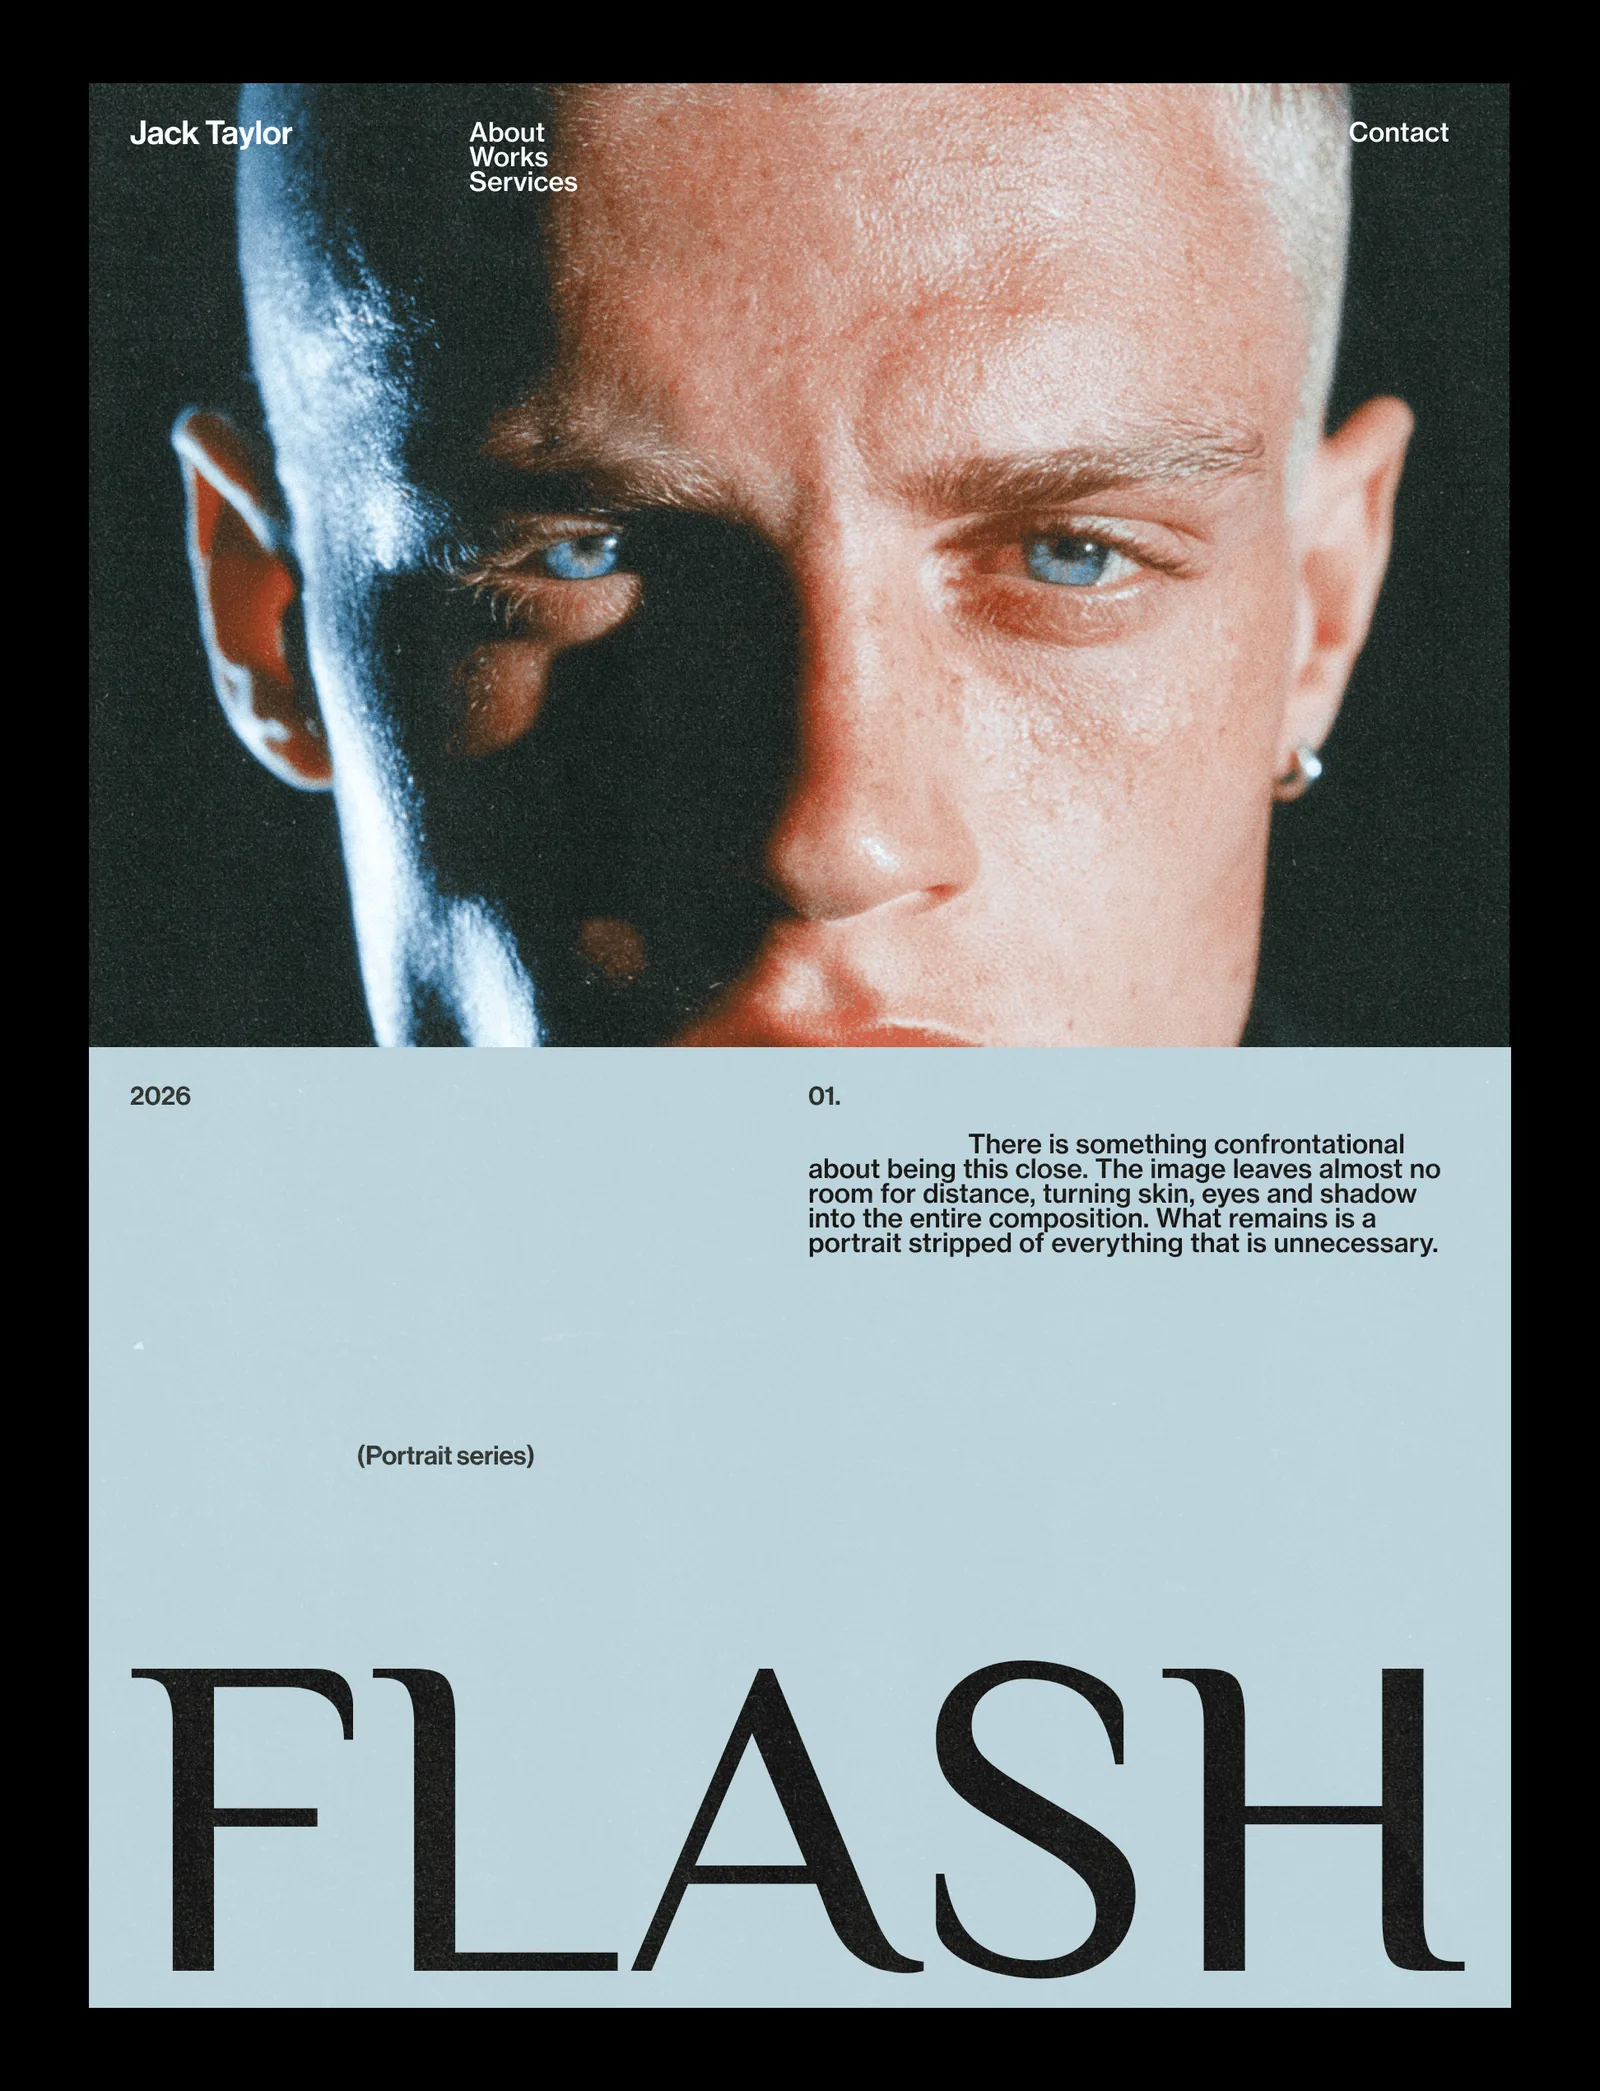 Jack Taylor
About
Works
Services
Contact
2026
01.
There is something confrontational
about being this close. The image leaves almost no
room for distance, turning skin, eyes and shadow
into the entire composition. What remains is a
portrait stripped of everything that is unnecessary.
(Portrait series)
FLASH